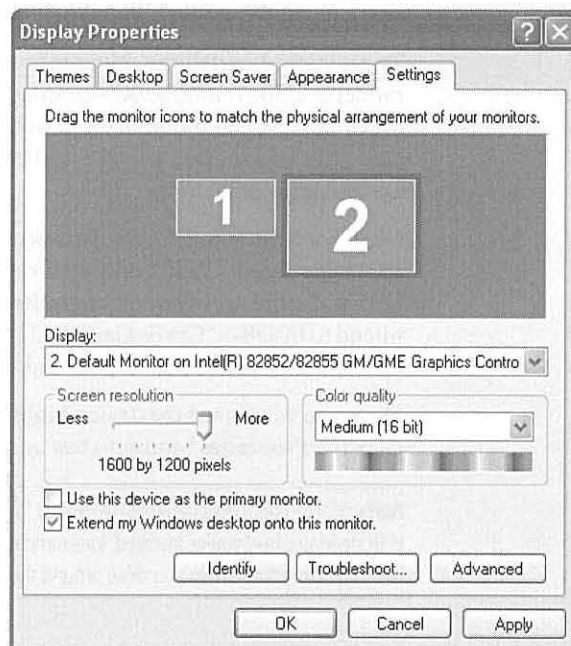 Display Properties
Themes Desktop Screen Saver Appearance Settings
Drag the monitor icons to match the physical arrangement of your monitors.
1 2
Display:
2. Default Monitor on Intel(R) 82852/82855 GM/GME Graphics Contro
Screen resolution
Less More
1600 by 1200 pixels
Color quality
Medium (16 bit)
Use this device as the primary monitor.
Extend my Windows desktop onto this monitor.
Identify Troubleshoot... Advanced
OK Cancel Apply